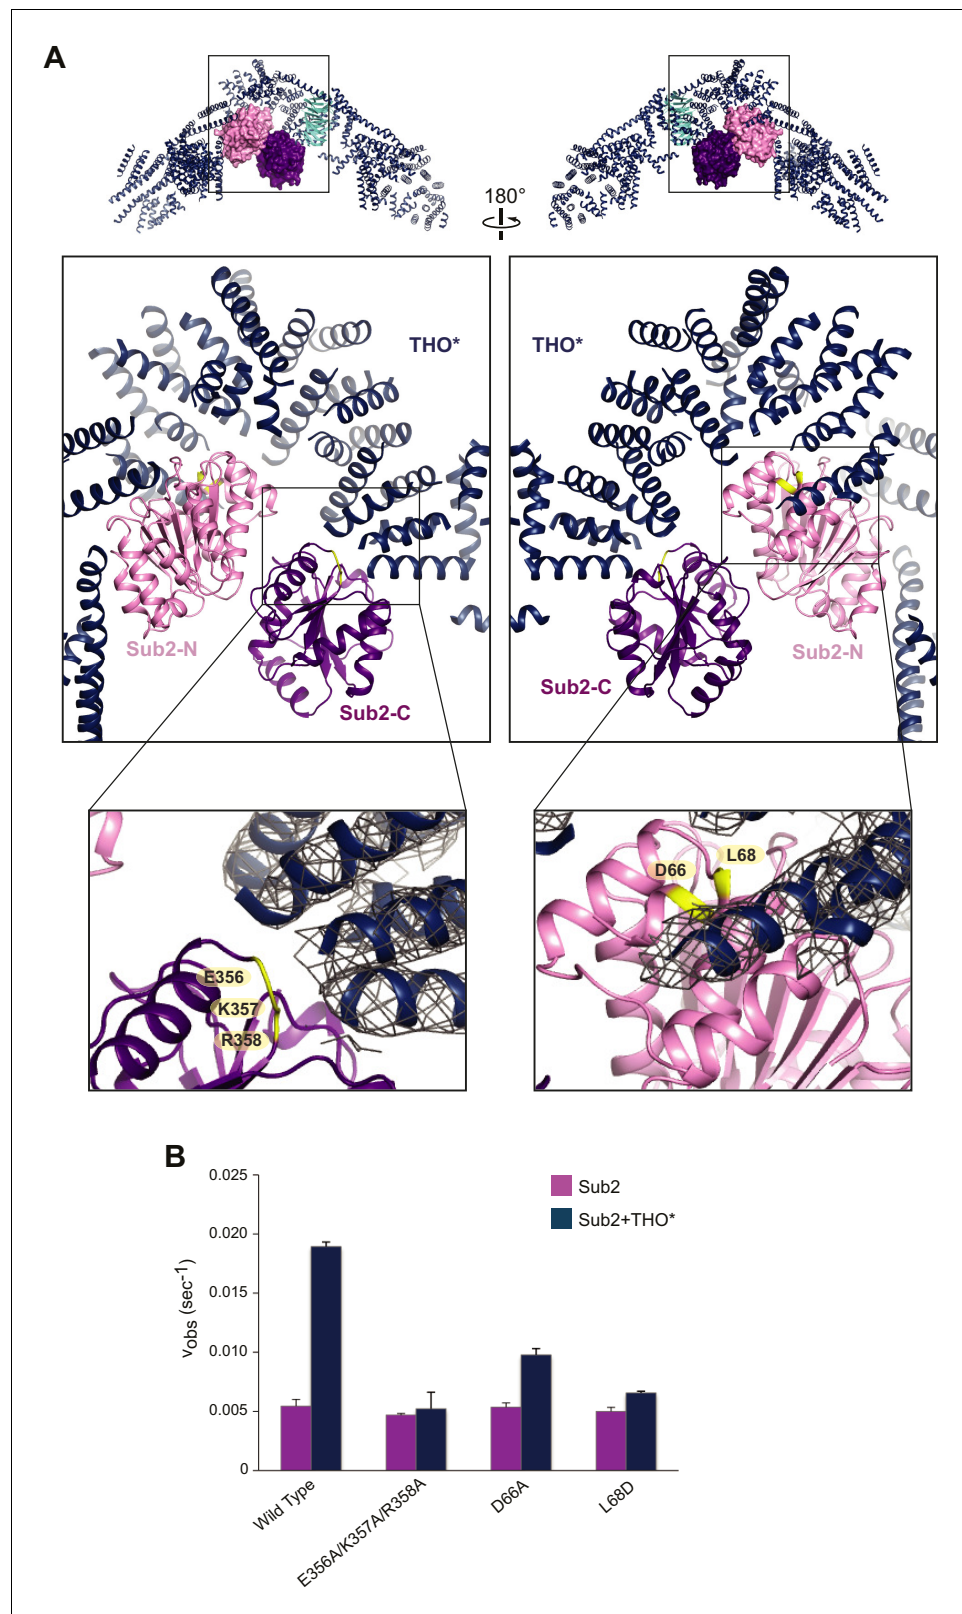 A
180°
THO*
THO*
Sub2-N
Sub2-C
Sub2-N
Sub2-C
E356
K357
R358
D66
L68
B
0.025
0.020
0.015
0.010
0.005
0
vobs (sec-1)
Sub2
Sub2+THO*
Wild Type
E356A/K357A/R358A
D66A
L68D